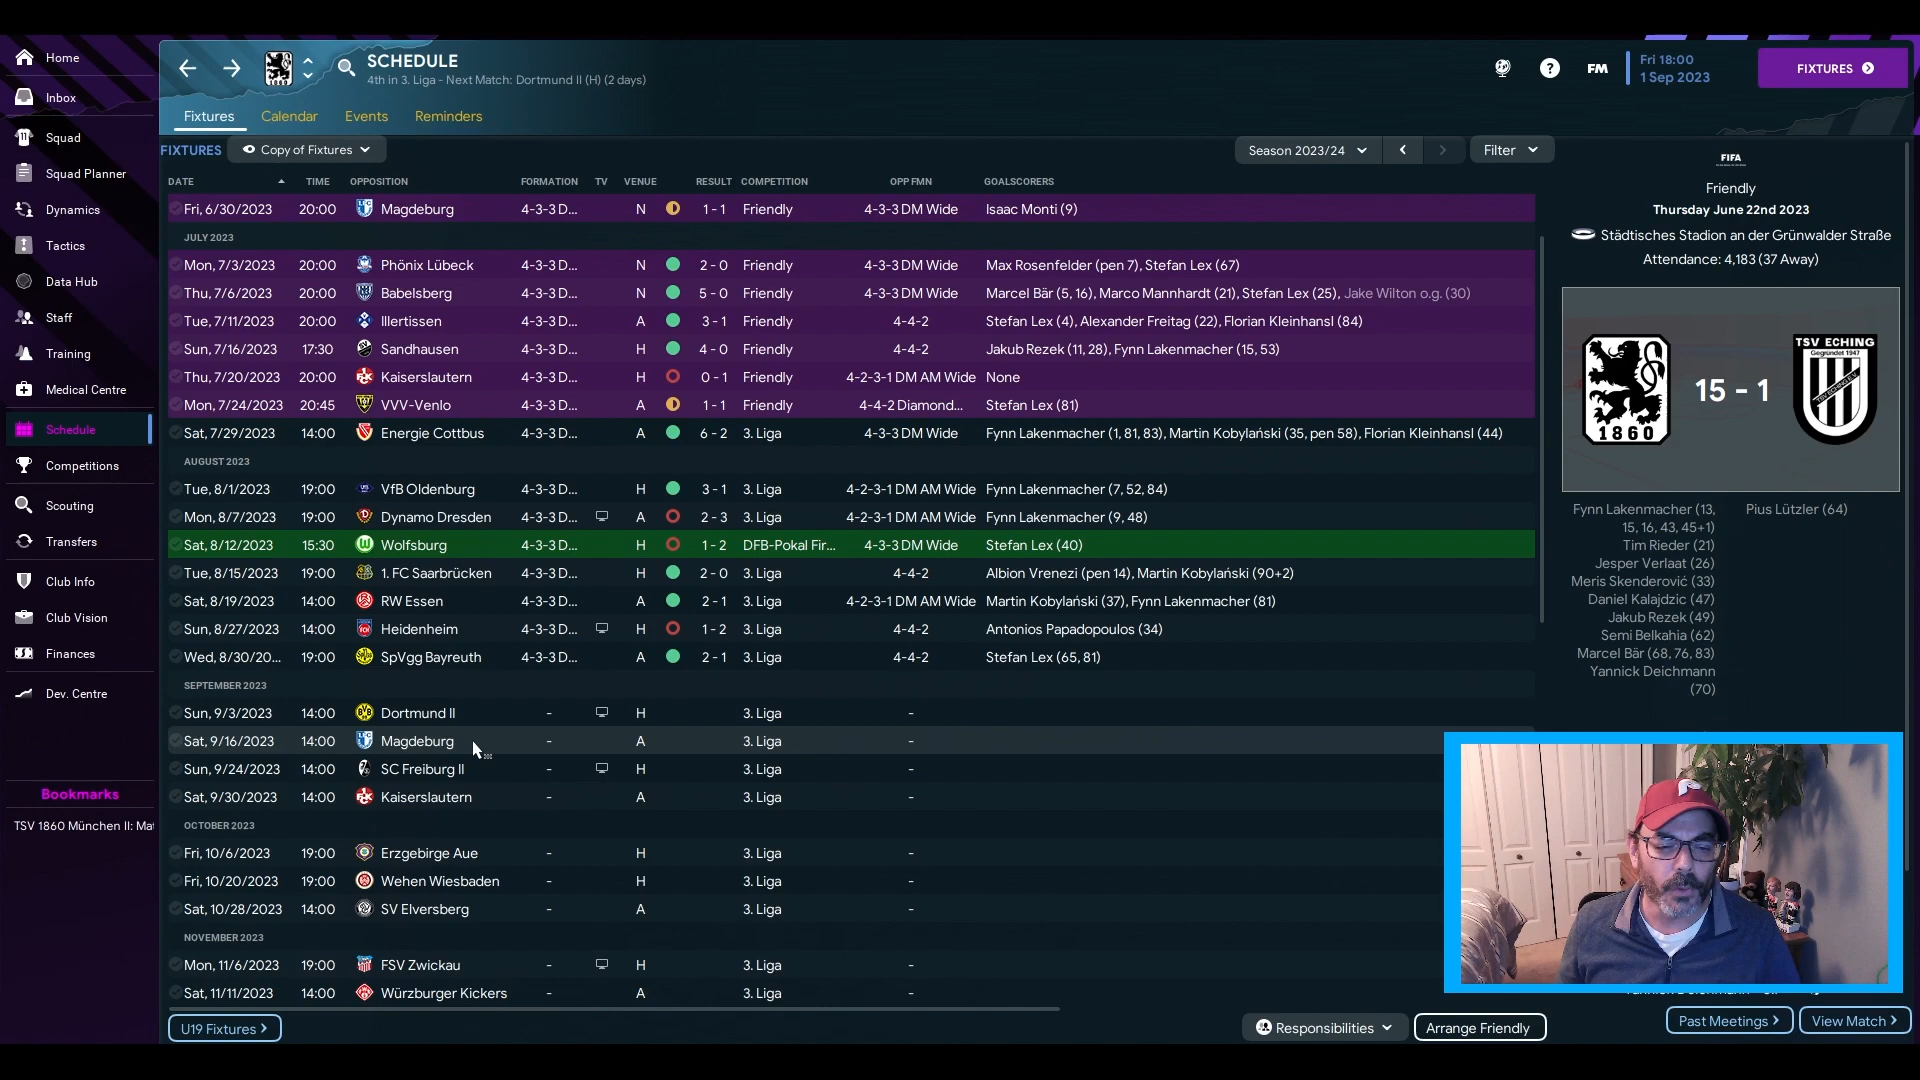 Home
Inbox
Squad
Squad Planner
Dynamics
Tactics
Data Hub
Staff
Training
Medical Centre
Schedule
Competitions
Scouting
Transfers
Club Info
Club Vision
Finances
Dev. Centre
Bookmarks
TSV 1860 München II: Mat
1860
SCHEDULE
4th in 3. Liga - Next Match: Dortmund II (H) (2 days)
? FM
Fri 18:00
1 Sep 2023
FIXTURES
Fixtures Calendar Events Reminders
FIXTURES Copy of Fixtures Season 2023/24 Filter
DATE TIME OPPOSITION FORMATION TV VENUE RESULT COMPETITION OPP FMN GOALSCORERS
Fri, 6/30/2023 20:00 Magdeburg 4-3-3 D... N 1 - 1 Friendly 4-3-3 DM Wide Isaac Monti (9)
JULY 2023
Mon, 7/3/2023 20:00 Phönix Lübeck 4-3-3 D... N 2 - 0 Friendly 4-3-3 DM Wide Max Rosenfelder (pen 7), Stefan Lex (67)
Thu, 7/6/2023 20:00 Babelsberg 4-3-3 D... N 5 - 0 Friendly 4-3-3 DM Wide Marcel Bär (5, 16), Marco Mannhardt (21), Stefan Lex (25), Jake Wilton o.g. (30)
Tue, 7/11/2023 20:00 Illertissen 4-3-3 D... A 3 - 1 Friendly 4-4-2 Stefan Lex (4), Alexander Freitag (22), Florian Kleinhansl (84)
Sun, 7/16/2023 17:30 Sandhausen 4-3-3 D... H 4 - 0 Friendly 4-4-2 Jakub Rezek (11, 28), Fynn Lakenmacher (15, 53)
Thu, 7/20/2023 20:00 Kaiserslautern 4-3-3 D... H 0 - 1 Friendly 4-2-3-1 DM AM Wide None
Mon, 7/24/2023 20:45 VVV-Venlo 4-3-3 D... A 1 - 1 Friendly 4-4-2 Diamond... Stefan Lex (81)
Sat, 7/29/2023 14:00 Energie Cottbus 4-3-3 D... A 6 - 2 3. Liga 4-3-3 DM Wide Fynn Lakenmacher (1, 81, 83), Martin Kobylański (35, pen 58), Florian Kleinhansl (44)
AUGUST 2023
Tue, 8/1/2023 19:00 VfB Oldenburg 4-3-3 D... H 3 - 1 3. Liga 4-2-3-1 DM AM Wide Fynn Lakenmacher (7, 52, 84)
Mon, 8/7/2023 19:00 Dynamo Dresden 4-3-3 D... A 2 - 3 3. Liga 4-2-3-1 DM AM Wide Fynn Lakenmacher (9, 48)
Sat, 8/12/2023 15:30 Wolfsburg 4-3-3 D... H 1 - 2 DFB-Pokal Fir... 4-3-3 DM Wide Stefan Lex (40)
Tue, 8/15/2023 19:00 1. FC Saarbrücken 4-3-3 D... H 2 - 0 3. Liga 4-4-2 Albion Vrenezi (pen 14), Martin Kobylański (90+2)
Sat, 8/19/2023 14:00 RW Essen 4-3-3 D... A 2 - 1 3. Liga 4-2-3-1 DM AM Wide Martin Kobylański (37), Fynn Lakenmacher (81)
Sun, 8/27/2023 14:00 Heidenheim 4-3-3 D... H 1 - 2 3. Liga 4-4-2 Antonios Papadopoulos (34)
Wed, 8/30/20... 19:00 SpVgg Bayreuth 4-3-3 D... A 2 - 1 3. Liga 4-4-2 Stefan Lex (65, 81)
SEPTEMBER 2023
Sun, 9/3/2023 14:00 Dortmund II - H 3. Liga -
Sat, 9/16/2023 14:00 Magdeburg - A 3. Liga -
Sun, 9/24/2023 14:00 SC Freiburg II - H 3. Liga -
Sat, 9/30/2023 14:00 Kaiserslautern - A 3. Liga -
OCTOBER 2023
Fri, 10/6/2023 19:00 Erzgebirge Aue - H 3. Liga -
Fri, 10/20/2023 19:00 Wehen Wiesbaden - H 3. Liga -
Sat, 10/28/2023 14:00 SV Elversberg - A 3. Liga -
NOVEMBER 2023
Mon, 11/6/2023 19:00 FSV Zwickau - H 3. Liga -
Sat, 11/11/2023 14:00 Würzburger Kickers - A 3. Liga -
U19 Fixtures Responsibilities Arrange Friendly
FIFA
Friendly
Thursday June 22nd 2023
Städtisches Stadion an der Grünwalder Straße
Attendance: 4,183 (37 Away)
1860
15 - 1
TSV ECHING
Gegründet 1947
Fynn Lakenmacher (13,
15, 16, 43, 45+1)
Tim Rieder (21)
Jesper Verlaat (26)
Meris Skenderović (33)
Daniel Kalajdzic (47)
Jakub Rezek (49)
Semi Belkahia (62)
Marcel Bär (68, 76, 83)
Yannick Deichmann
(70)
Pius Lützler (64)
Past Meetings View Match